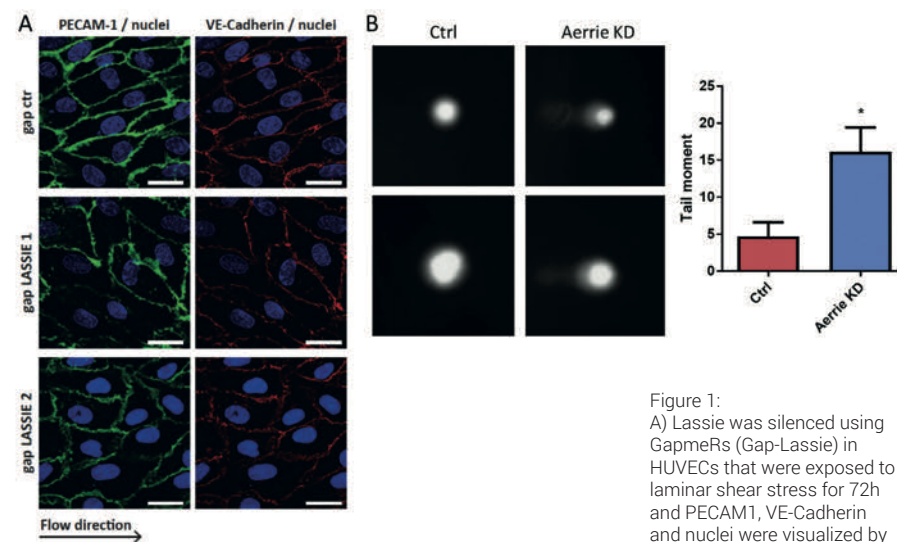 A
PECAM-1 / nuclei
VE-Cadherin / nuclei
gap ctr
gap LASSIE 1
gap LASSIE 2
Flow direction
B
Ctrl
Aerrie KD
Tail moment
25
20
15
10
5
0
*
Ctrl
Aerrie KD
Figure 1:
A) Lassie was silenced using
GapmeRs (Gap-Lassie) in
HUVECs that were exposed to
laminar shear stress for 72h
and PECAM1, VE-Cadherin
and nuclei were visualized by